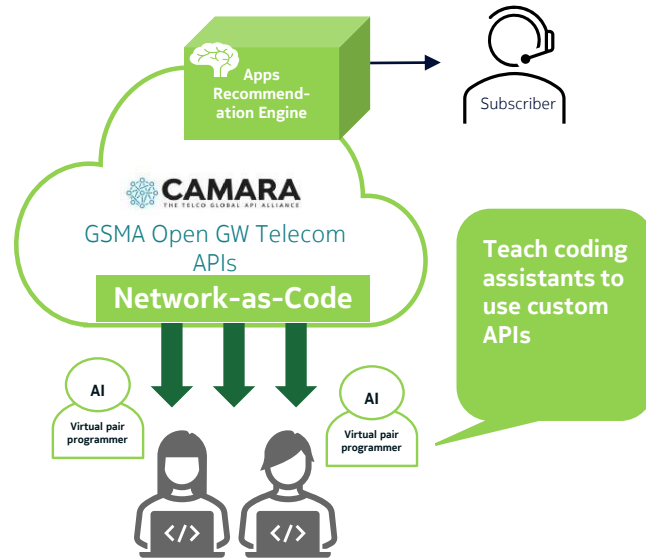 Apps
Recommend-
ation Engine
Subscriber
CAMARA
THE TELCO GLOBAL API ALLIANCE
GSMA Open GW Telecom
APIs
Network-as-Code
Teach coding
assistants to
use custom
APIs
AI
Virtual pair
programmer
AI
Virtual pair
programmer
</>
</>